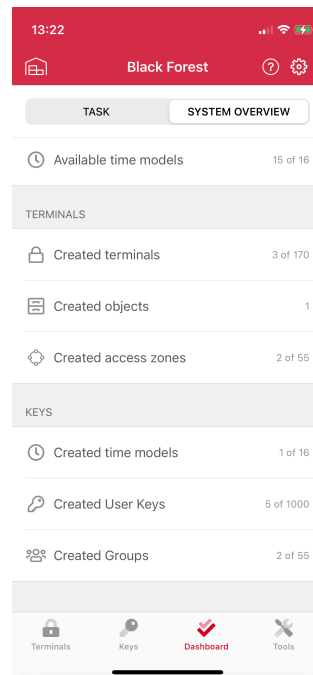 13:22
Black Forest
TASK SYSTEM OVERVIEW
Available time models 15 of 16
TERMINALS
Created terminals 3 of 170
Created objects 1
Created access zones 2 of 55
KEYS
Created time models 1 of 16
Created User Keys 5 of 1000
Created Groups 2 of 55
Terminals Keys Dashboard Tools